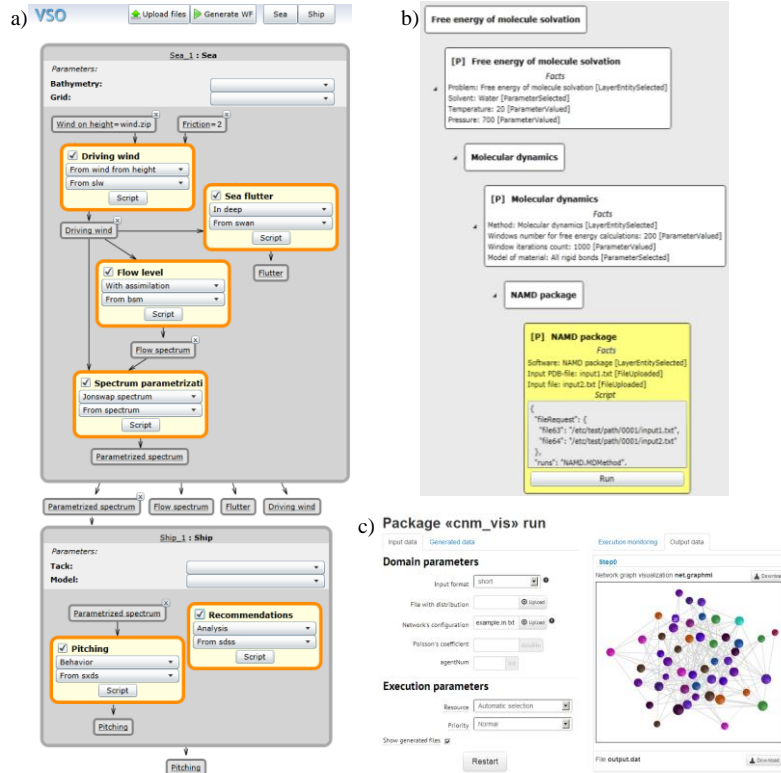 a)
VSO
Upload files
Generate WF
Sea
Ship
Sea_1 : Sea
Parameters:
Bathymetry:
Grid:
Wind on height=wind.zip
Friction=2
Driving wind
From wind from height
From slw
Script
Sea flutter
In deep
From swan
Script
Driving wind
Flutter
Flow level
With assimilation
From bsm
Script
Flow spectrum
Spectrum parametrizati
Jonswap spectrum
From spectrum
Script
Parametrized spectrum
Parametrized spectrum
Flow spectrum
Flutter
Driving wind
Ship_1 : Ship
Parameters:
Tack:
Model:
Parametrized spectrum
Recommendations
Analysis
From sdss
Script
Pitching
Behavior
From sxds
Script
Pitching
Pitching
b)
Free energy of molecule solvation
[P] Free energy of molecule solvation
Facts
Problem: Free energy of molecule solvation [LayerEntitySelected]
Solvent: Water [ParameterSelected]
Temperature: 20 [ParameterValued]
Pressure: 700 [ParameterValued]
Molecular dynamics
[P] Molecular dynamics
Facts
Method: Molecular dynamics [LayerEntitySelected]
Windows number for free energy calculations: 200 [ParameterValued]
Window iterations count: 1000 [ParameterValued]
Model of material: All rigid bonds [ParameterSelected]
NAMD package
[P] NAMD package
Facts
Software: NAMD package [LayerEntitySelected]
Input PDB-file: input1.txt [FileUploaded]
Input file: input2.txt [FileUploaded]
Script
{
"fileRequest": {
"file63": "/etc/test/path/0001/input1.txt",
"file64": "/etc/test/path/0001/input2.txt"
},
"runs": "NAMD.MDMethod",
Run
c)
Package «cnm_vis» run
Input data
Generated data
Domain parameters
Input format
short
File with distribution
Upload
Network's configuration
example.in.txt
Upload
Poisson's coefficient
double
agentNum
int
Execution parameters
Resource
Automatic selection
Priority
Normal
Show generated files
Restart
Execution monitoring
Output data
Step0
Network graph visualization net.graphml
Downloa
File output.dat
Downloa